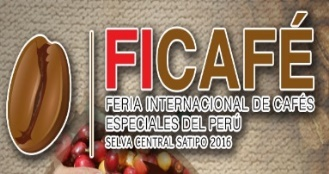 FICAFÉ
FERIA INTERNACIONAL DE CAFÉS
ESPECIALES DEL PERÚ
SELVA CENTRAL SATIPO 2016